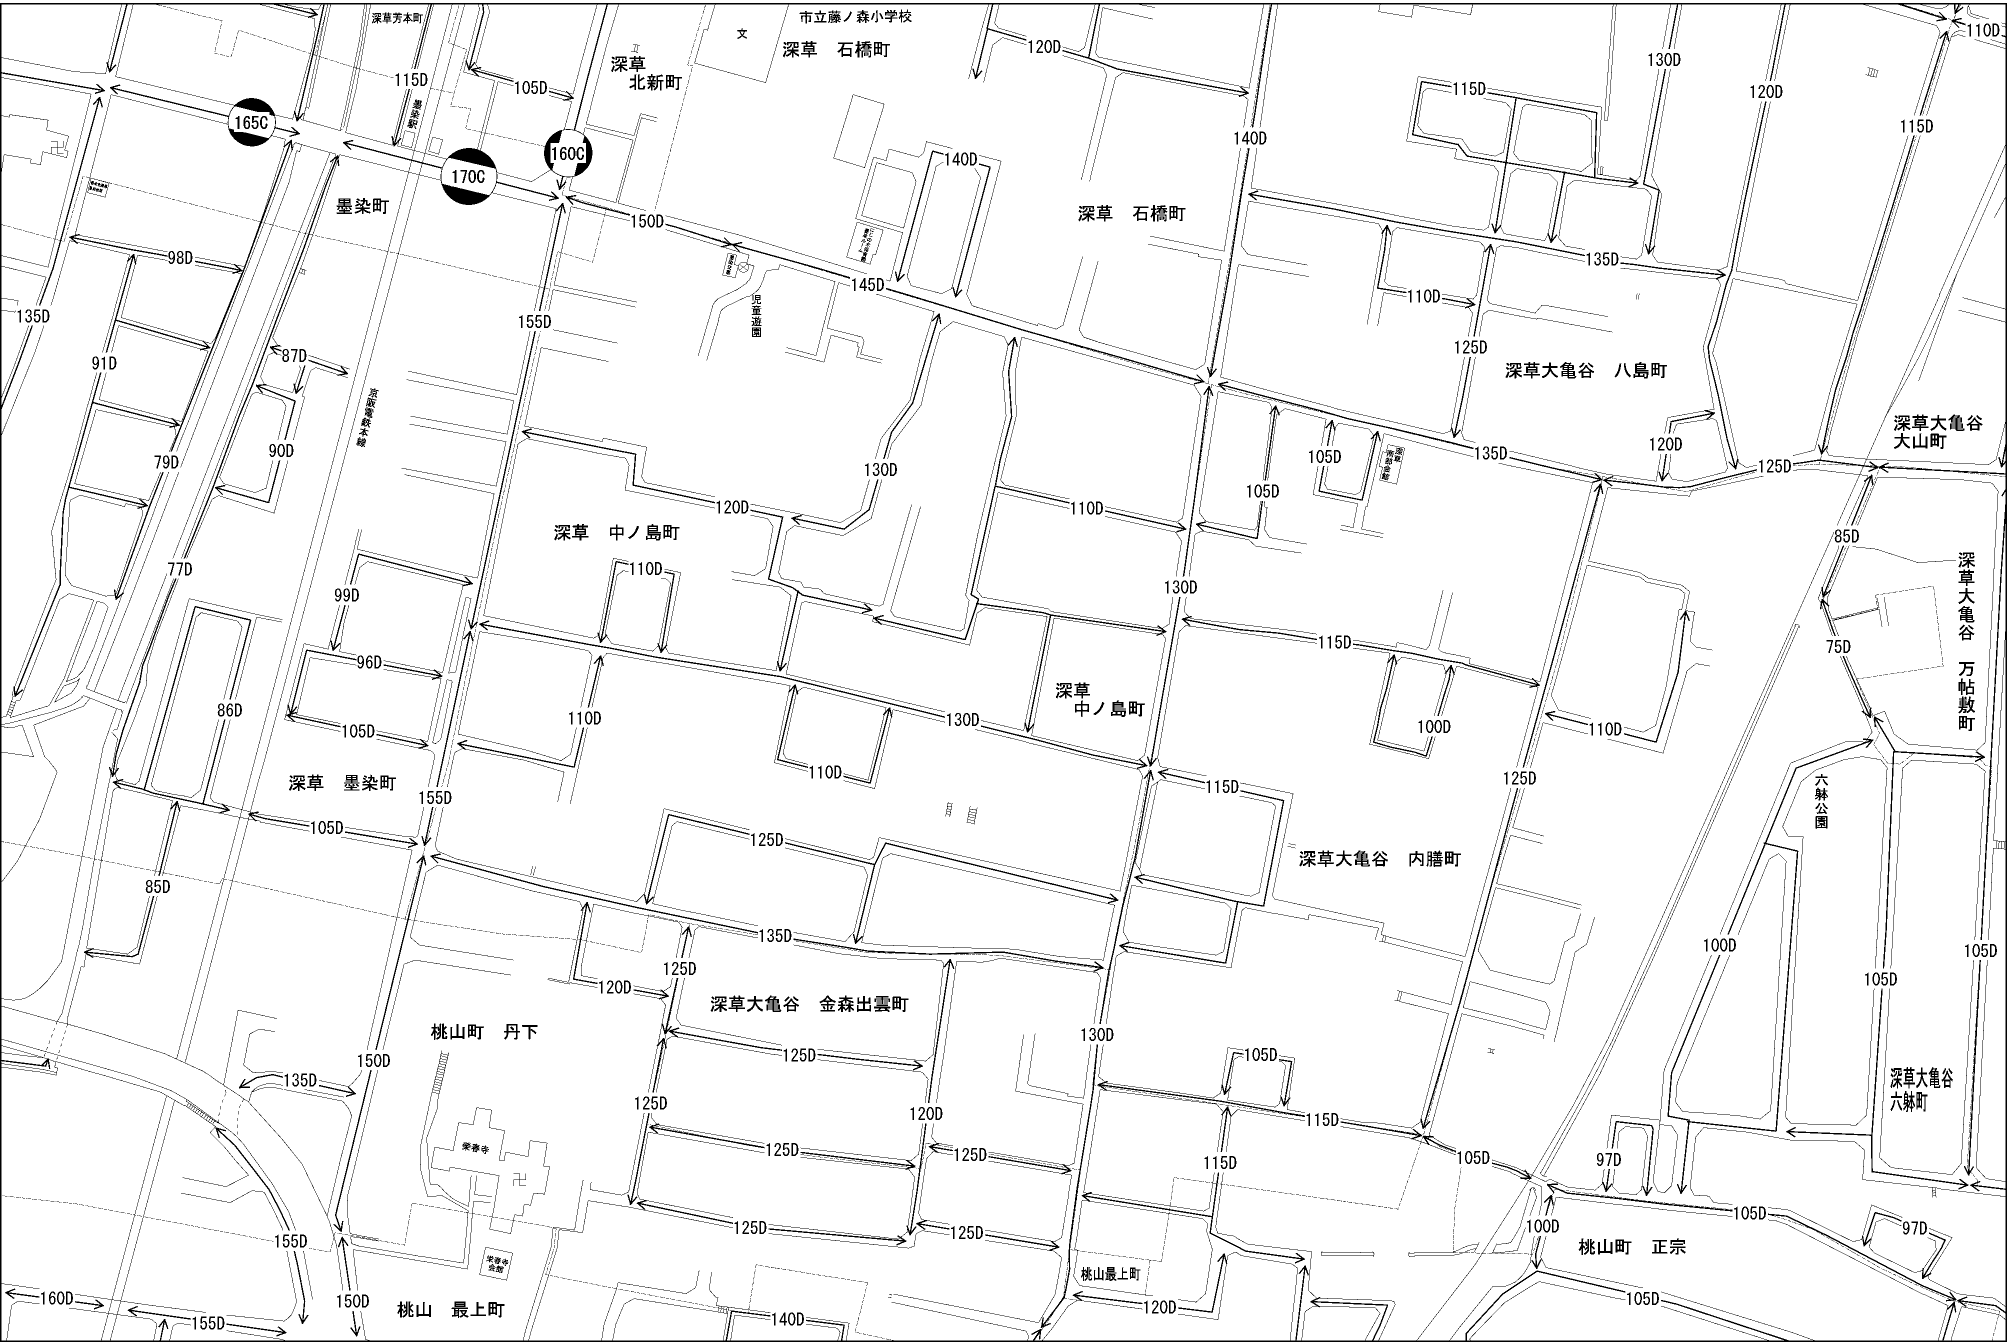 深草芳本町
市立藤ノ森小学校
文
深草 石橋町
110D
120D
深草
北新町
115D
105D
130D
115D
120D
墨染駅
165C
160C
115D
140D
170C
140D
墨染町
150D
深草 石橋町
98D
135D
145D
110D
児童遊園
135D
155D
125D
87D
91D
深草大亀谷 八島町
京阪電鉄本線
深草大亀谷
大山町
90D
79D
130D
120D
105D
135D
125D
105D
120D
110D
深草 中ノ島町
85D
77D
110D
130D
99D
深草大亀谷 万帖敷町
115D
75D
96D
深草
中ノ島町
86D
110D
130D
100D
105D
110D
110D
115D
125D
深草 墨染町
155D
六躰公園
105D
125D
深草大亀谷 内膳町
85D
135D
100D
105D
105D
125D
120D
深草大亀谷 金森出雲町
桃山町 丹下
130D
150D
125D
105D
135D
深草大亀谷
六躰町
125D
120D
115D
栄春寺
125D
125D
105D
97D
115D
125D
125D
105D
100D
97D
155D
桃山町 正宗
栄春寺
会館
桃山最上町
160D
150D
桃山 最上町
120D
105D
155D
140D